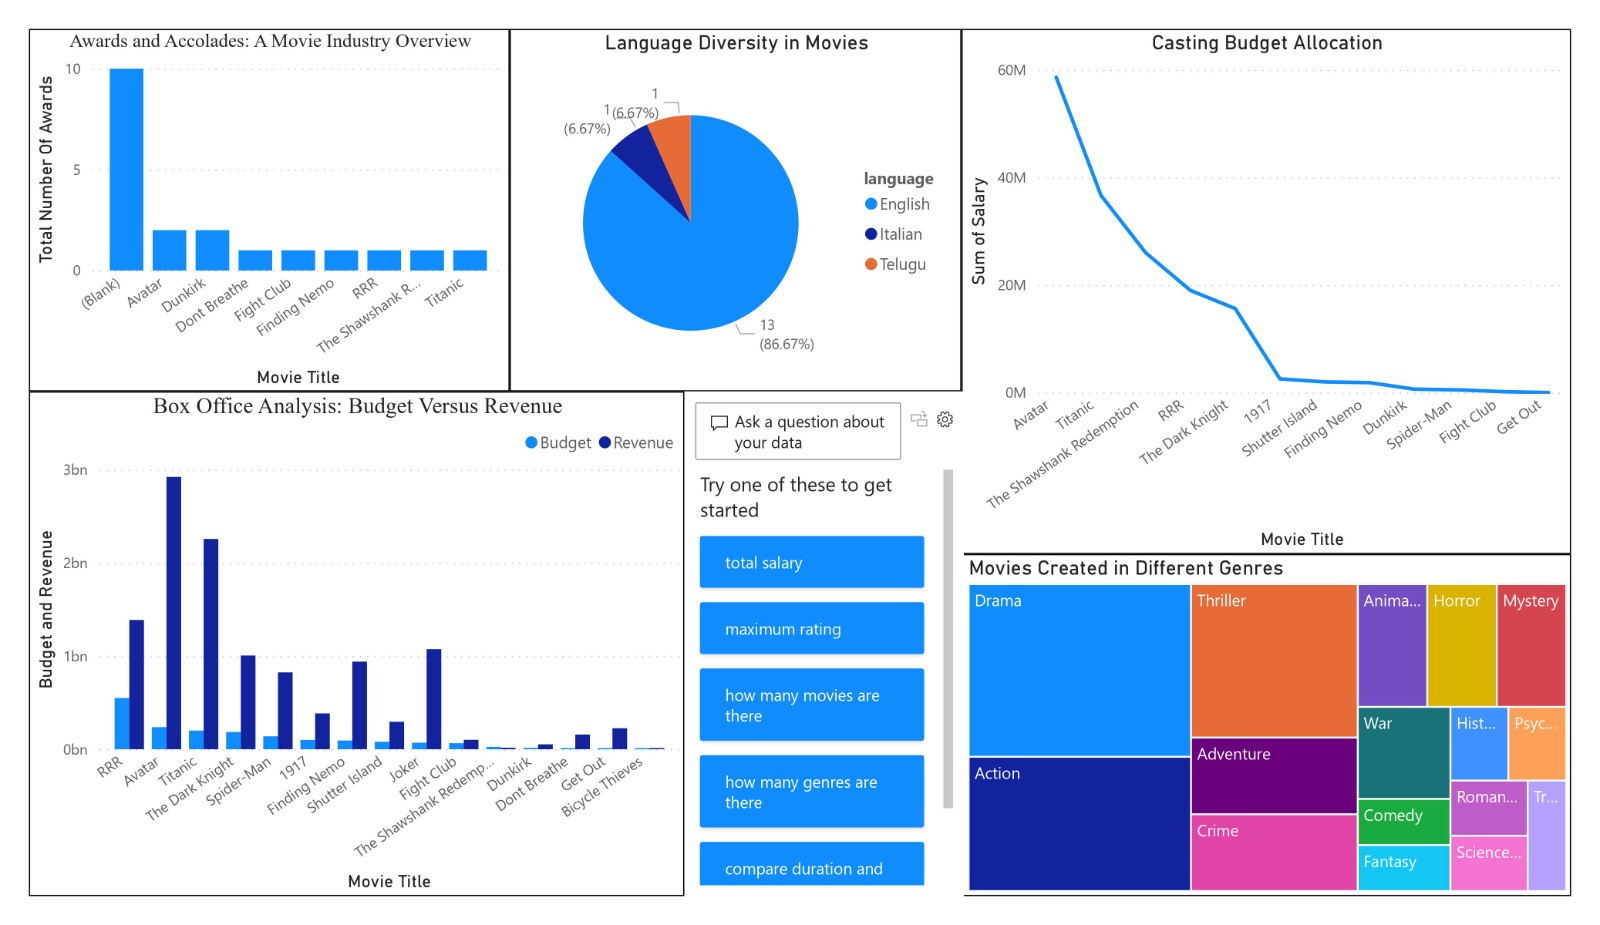 Awards and Accolades: A Movie Industry Overview
Total Number Of Awards
10
5
0
(Blank)
Avatar
Dunkirk
Dont Breathe
Fight Club
Finding Nemo
RRR
The Shawshank R...
Titanic
Movie Title
Language Diversity in Movies
1
(6.67%)
1
(6.67%)
13
(86.67%)
language
English
Italian
Telugu
Casting Budget Allocation
Sum of Salary
60M
40M
20M
0M
Avatar
Titanic
The Shawshank Redemption
RRR
The Dark Knight
1917
Shutter Island
Finding Nemo
Dunkirk
Spider-Man
Fight Club
Get Out
Movie Title
Box Office Analysis: Budget Versus Revenue
Budget
Revenue
Budget and Revenue
3bn
2bn
1bn
0bn
RRR
Avatar
Titanic
The Dark Knight
Spider-Man
1917
Finding Nemo
Shutter Island
Joker
Fight Club
The Shawshank Redemp...
Dunkirk
Dont Breathe
Get Out
Bicycle Thieves
Movie Title
Ask a question about
your data
Try one of these to get
started
total salary
maximum rating
how many movies are
there
how many genres are
there
compare duration and
Movies Created in Different Genres
Drama
Action
Thriller
Adventure
Crime
Anima...
Horror
Mystery
War
Comedy
Fantasy
Hist...
Psyc...
Roman...
Science...
Tr...